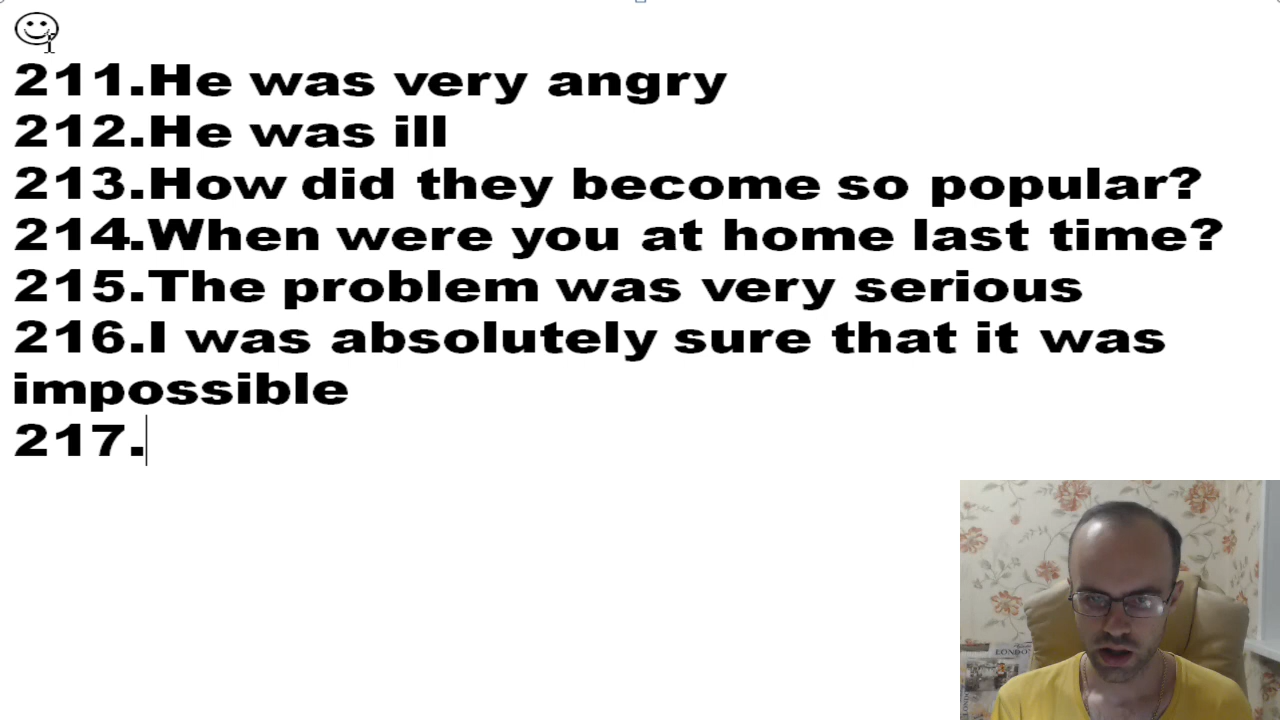 211.He was very angry
212.He was ill
213.How did they become so popular?
214.When were you at home last time?
215.The problem was very serious
216.I was absolutely sure that it was
impossible
217.
LONDON